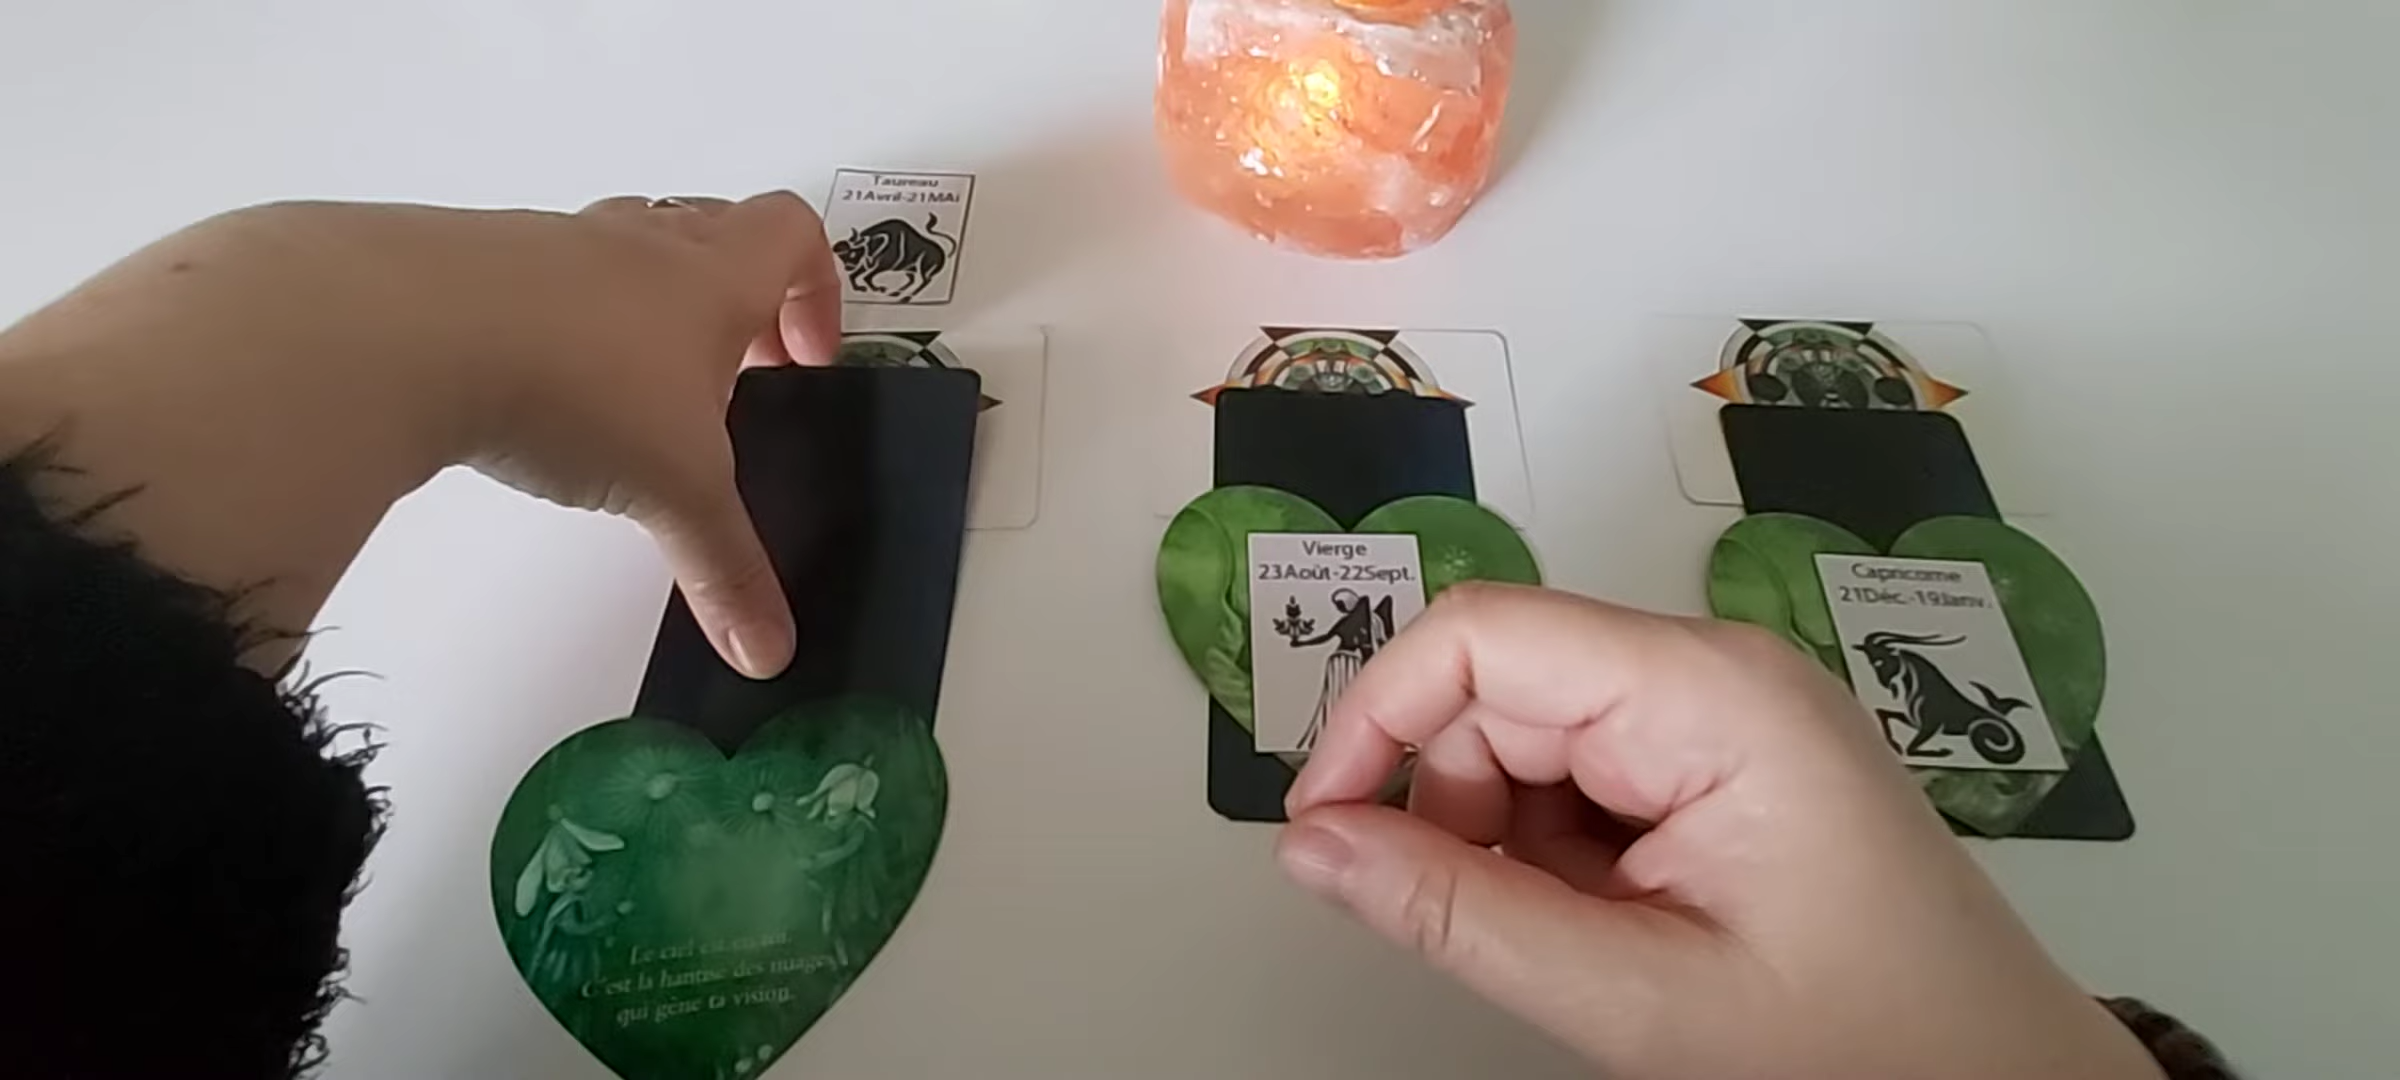 Taureau
21Avril-21MAi
Vierge
23Août-22Sept.
Capricorne
21Déc.-19Janv.
Le ciel est en toi.
C'est la hantise des nuages
qui gêne ta vision.